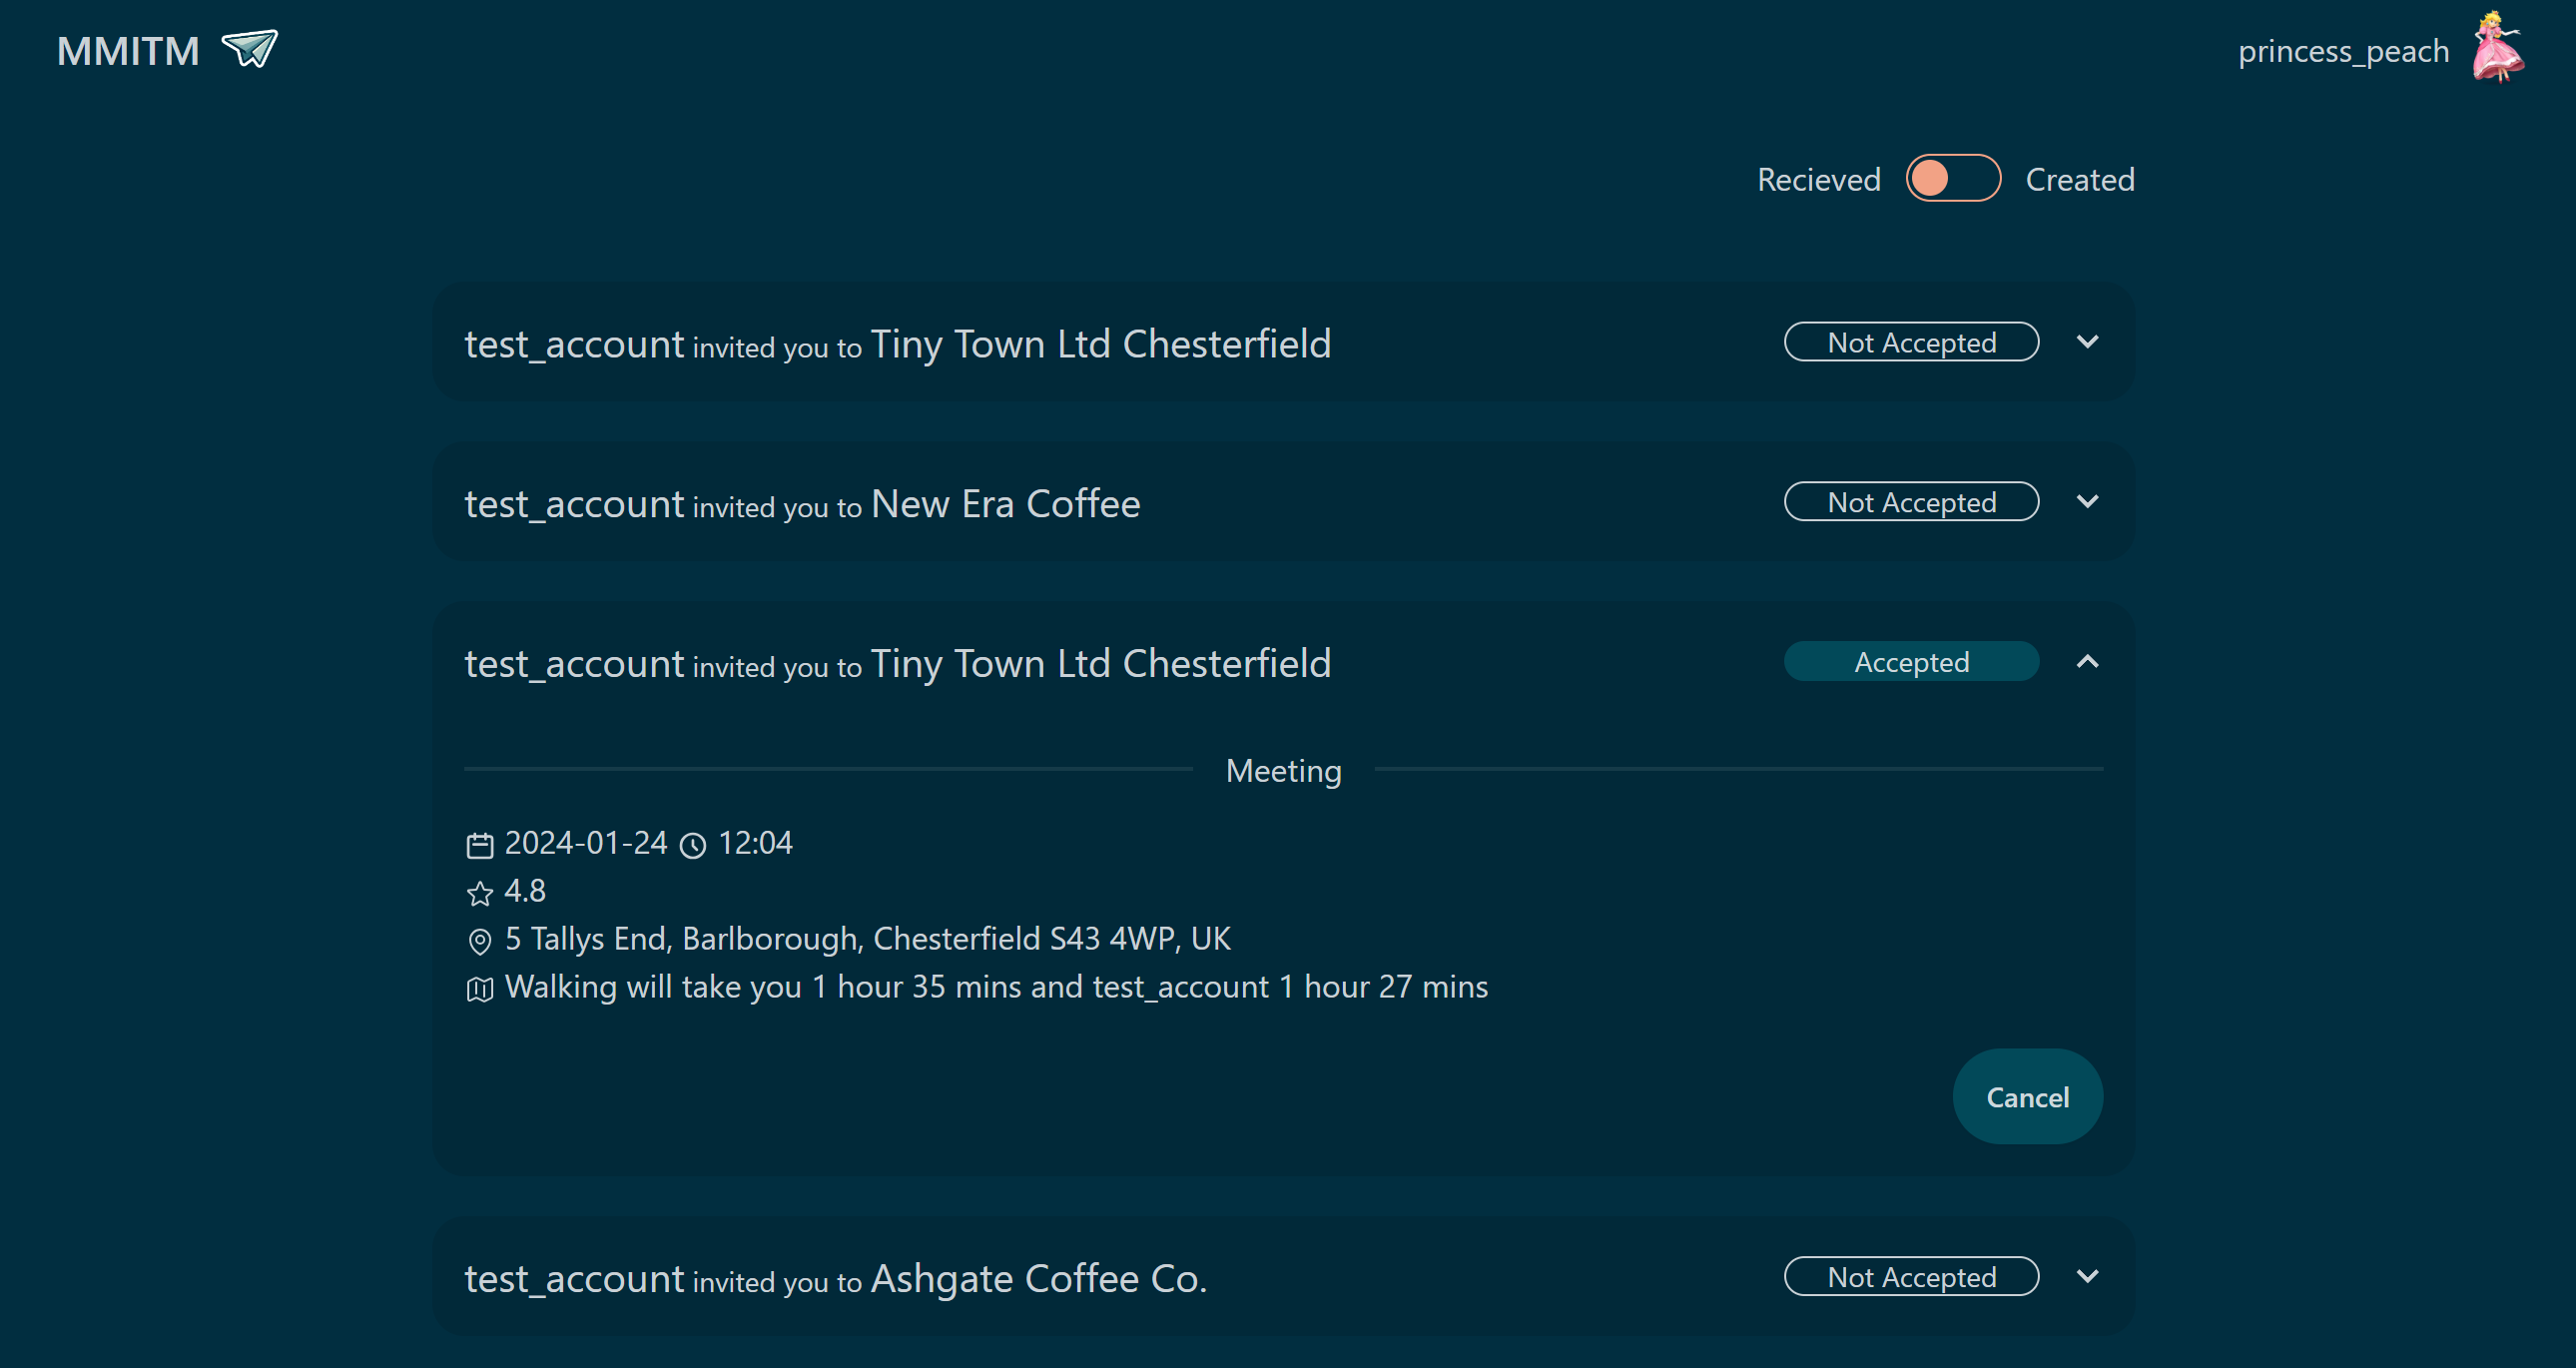 MMITM
princess_peach
Recieved Created
test_account invited you to Tiny Town Ltd Chesterfield Not Accepted
test_account invited you to New Era Coffee Not Accepted
test_account invited you to Tiny Town Ltd Chesterfield Accepted
Meeting
2024-01-24 12:04
4.8
5 Tallys End, Barlborough, Chesterfield S43 4WP, UK
Walking will take you 1 hour 35 mins and test_account 1 hour 27 mins
Cancel
test_account invited you to Ashgate Coffee Co. Not Accepted